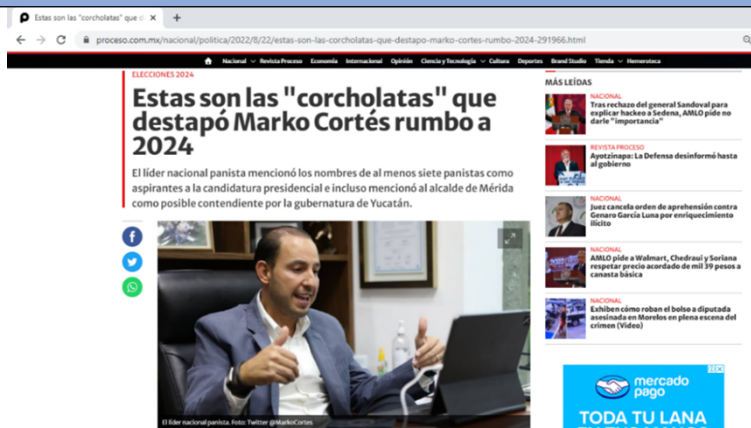 Estas son las "corcholatas" que d
proceso.com.mx/nacional/politica/2022/8/22/estas-son-las-corcholatas-que-destapo-marko-cortes-rumbo-2024-291966.html
Nacional Revista Proceso Economía Internacional Opinión Ciencia y Tecnología Cultura Deportes Brand Studio Tienda Hemeroteca
ELECCIONES 2024
Estas son las "corcholatas" que
destapó Marko Cortés rumbo a
2024
El líder nacional panista mencionó los nombres de al menos siete panistas como
aspirantes a la candidatura presidencial e incluso mencionó al alcalde de Mérida
como posible contendiente por la gubernatura de Yucatán.
El líder nacional panista. Foto: Twitter @MarkoCortes
MÁS LEÍDAS
NACIONAL
Tras rechazo del general Sandoval para
explicar hackeo a Sedena, AMLO pide no
darle "importancia"
REVISTA PROCESO
Ayotzinapa: La Defensa desinformó hasta
al gobierno
NACIONAL
Juez cancela orden de aprehensión contra
Genaro García Luna por enriquecimiento
ilícito
NACIONAL
AMLO pide a Walmart, Chedraui y Soriana
respetar precio acordado de mil 39 pesos a
canasta básica
NACIONAL
Exhiben cómo roban el bolso a diputada
asesinada en Morelos en plena escena del
crimen (Video)
mercado
pago
TODA TU LANA